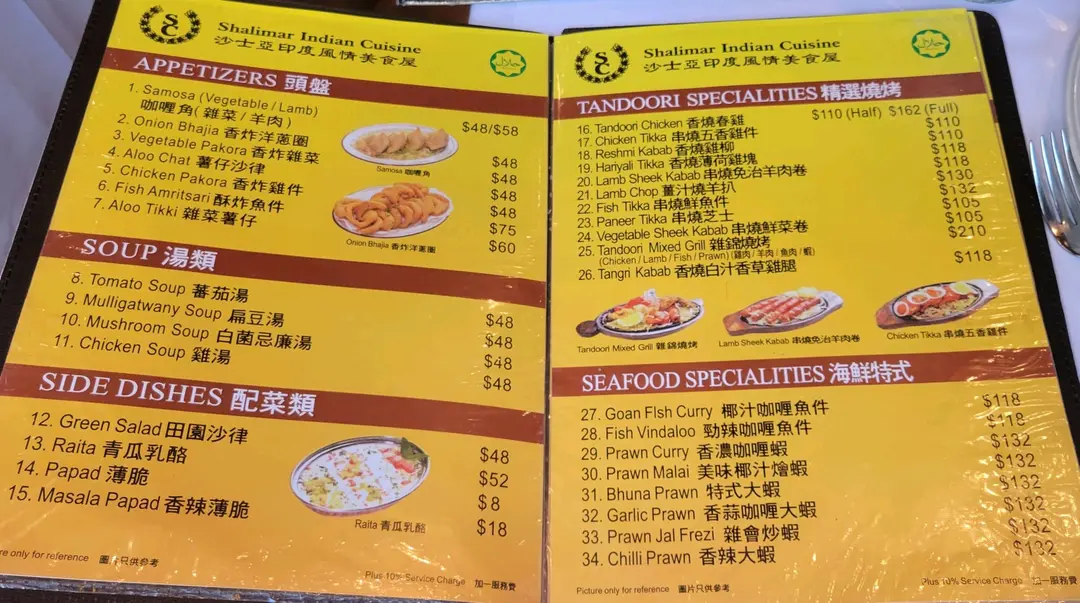 SC
Shalimar Indian Cuisine
沙士亞印度風情美食屋
APPETIZERS 頭盤
1. Samosa (Vegetable / Lamb) $48/$58
咖喱角( 雜菜 / 羊肉 )
2. Onion Bhajia 香炸洋蔥圈 $48
3. Vegetable Pakora 香炸雜菜 $48
4. Aloo Chat 薯仔沙律 $48
5. Chicken Pakora 香炸雞件 $48
6. Fish Amritsari 酥炸魚件 $75
7. Aloo Tikki 雜菜薯仔 $60
Samosa 咖喱角
Onion Bhajia 香炸洋蔥圈
SOUP 湯類
8. Tomato Soup 蕃茄湯 $48
9. Mulligatwany Soup 扁豆湯 $48
10. Mushroom Soup 白菌忌廉湯 $48
11. Chicken Soup 雞湯 $48
SIDE DISHES 配菜類
12. Green Salad 田園沙律 $48
13. Raita 青瓜乳酪 $52
14. Papad 薄脆 $8
15. Masala Papad 香辣薄脆 $18
Raita 青瓜乳酪
re only for reference 圖片只供參考
Plus 10% Service Charge 加一服務費
SC
Shalimar Indian Cuisine
沙士亞印度風情美食屋
TANDOORI SPECIALITIES 精選燒烤
16. Tandoori Chicken 香燒春雞 $110 (Half) $162 (Full)
17. Chicken Tikka 串燒五香雞件 $110
18. Reshmi Kabab 香燒雞柳 $110
19. Hariyali Tikka 香燒薄荷雞塊 $118
20. Lamb Sheek Kabab 串燒免治羊肉卷 $118
21. Lamb Chop 薑汁燒羊扒 $130
22. Fish Tikka 串燒鮮魚件 $132
23. Paneer Tikka 串燒芝士 $105
24. Vegetable Sheek Kabab 串燒鮮菜卷 $105
25. Tandoori Mixed Grill 雜錦燒烤 $210
(Chicken / Lamb / Fish / Prawn) (雞肉 / 羊肉 / 魚肉 / 蝦)
26. Tangri Kabab 香燒白汁香草雞腿 $118
Tandoori Mixed Grill 雜錦燒烤
Lamb Sheek Kabab 串燒免治羊肉卷
Chicken Tikka 串燒五香雞件
SEAFOOD SPECIALITIES 海鮮特式
27. Goan FIsh Curry 椰汁咖喱魚件 $118
28. Fish Vindaloo 勁辣咖喱魚件 $118
29. Prawn Curry 香濃咖喱蝦 $132
30. Prawn Malai 美味椰汁燴蝦 $132
31. Bhuna Prawn 特式大蝦 $132
32. Garlic Prawn 香蒜咖喱大蝦 $132
33. Prawn Jal Frezi 雜會炒蝦 $132
34. Chilli Prawn 香辣大蝦 $132
Picture only for reference 圖片只供參考
Plus 10% Service Charge 加一服務費